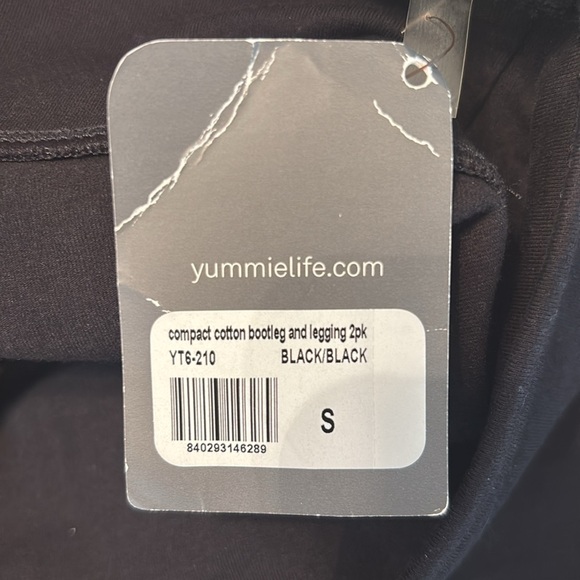 yummielife.com
compact cotton bootleg and legging 2pk
YT6-210 BLACK/BLACK
S
840293146289